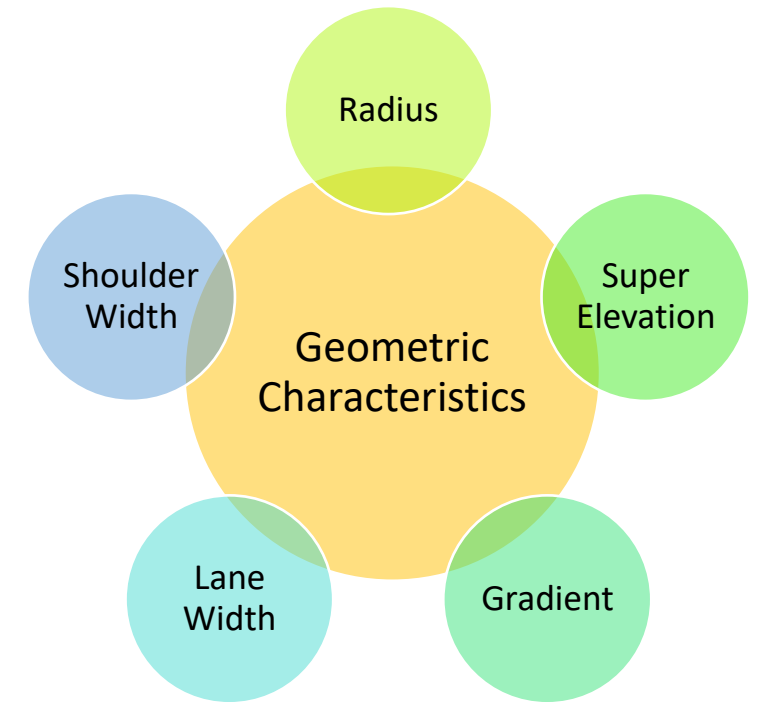 Radius
Shoulder
Width
Super
Elevation
Geometric
Characteristics
Lane
Width
Gradient